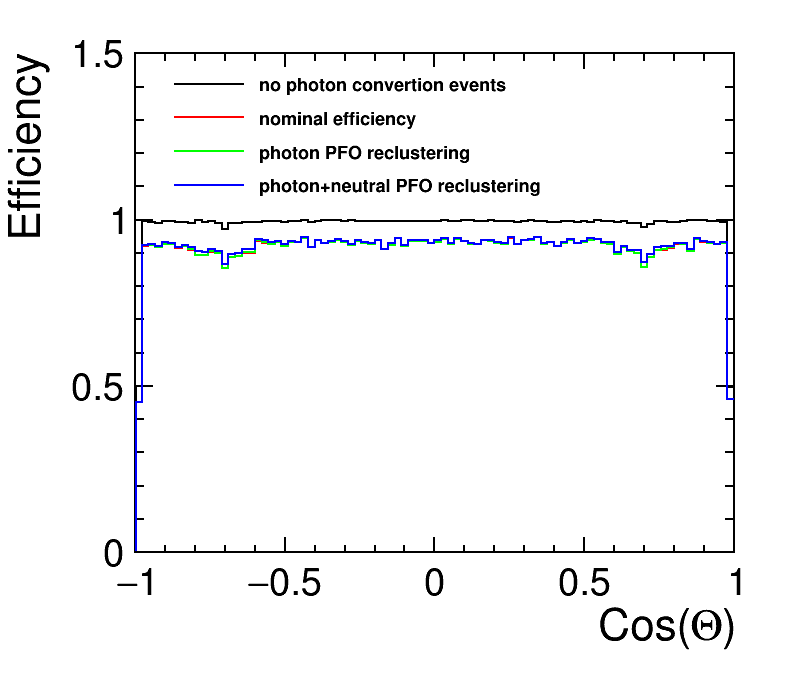 Efficiency
1.5
no photon convertion events
nominal efficiency
photon PFO reclustering
photon+neutral PFO reclustering
1
0.5
0
−1
−0.5
0
0.5
1
Cos(Θ)